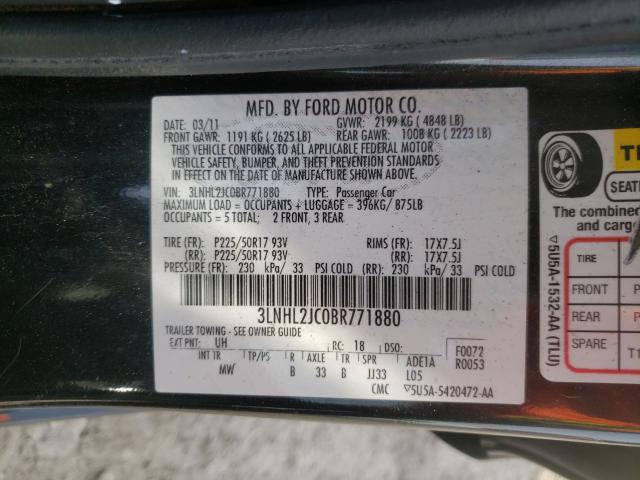 MFD. BY FORD MOTOR CO.
DATE: 03/11 GVWR: 2199 KG ( 4848 LB)
FRONT GAWR: 1191 KG ( 2625 LB) REAR GAWR: 1008 KG ( 2223 LB)
THIS VEHICLE CONFORMS TO ALL APPLICABLE FEDERAL MOTOR
VEHICLE SAFETY, BUMPER, AND THEFT PREVENTION STANDARDS
IN EFFECT ON THE DATE OF MANUFACTURE SHOWN ABOVE.
VIN: 3LNHL2JC0BR771880 TYPE: Passenger Car
MAXIMUM LOAD = OCCUPANTS + LUGGAGE = 396KG/ 875LB
OCCUPANTS = 5 TOTAL; 2 FRONT, 3 REAR
TIRE (FR): P225/50R17 93V RIMS (FR): 17X7.5J
(RR): P225/50R17 93V (RR): 17X7.5J
PRESSURE (FR): 230 kPa/ 33 PSI COLD (RR): 230 kPa/ 33 PSI COLD
3LNHL2JC0BR771880
TRAILER TOWING - SEE OWNER GUIDE
EXT PNT: UH RC: 18 DSO: F0072
INT TR TP/PS R AXLE TR SPR ADE1A R0053
MW B 33 B JJ33 L05
CMC ▽5U5A-5420472-AA
SEAT
The combine
and carg
TIRE
FRONT P
REAR P
SPARE T1
▽5U5A-1532-AA (TLU)